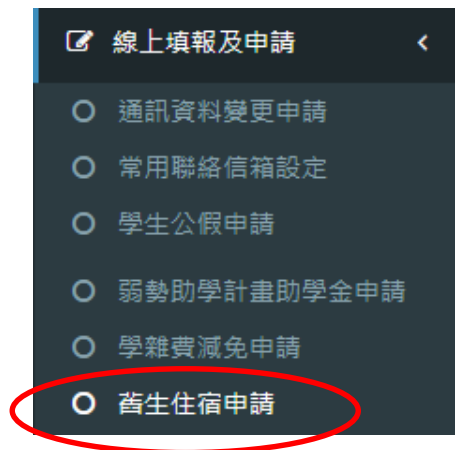 線上填報及申請
通訊資料變更申請
常用聯絡信箱設定
學生公假申請
弱勢助學計畫助學金申請
學雜費減免申請
舊生住宿申請